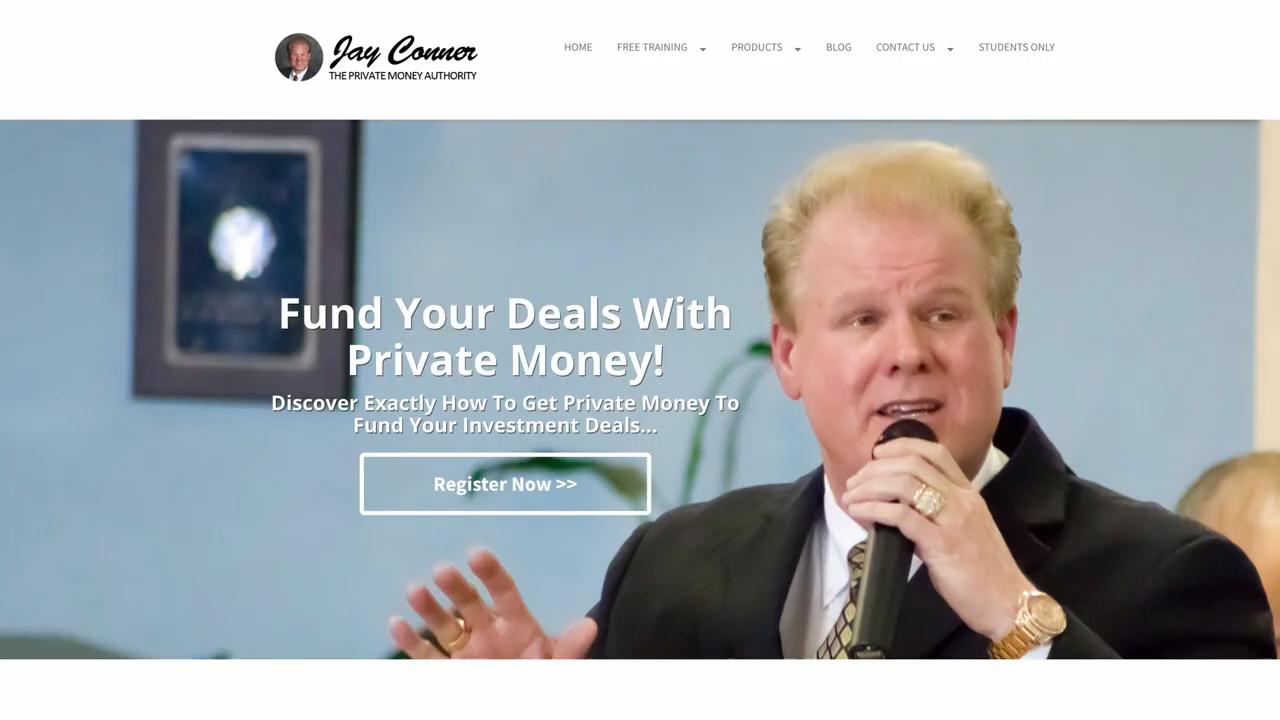 Jay Conner
THE PRIVATE MONEY AUTHORITY
HOME FREE TRAINING PRODUCTS BLOG CONTACT US STUDENTS ONLY
Fund Your Deals With
Private Money!
Discover Exactly How To Get Private Money To
Fund Your Investment Deals...
Register Now >>